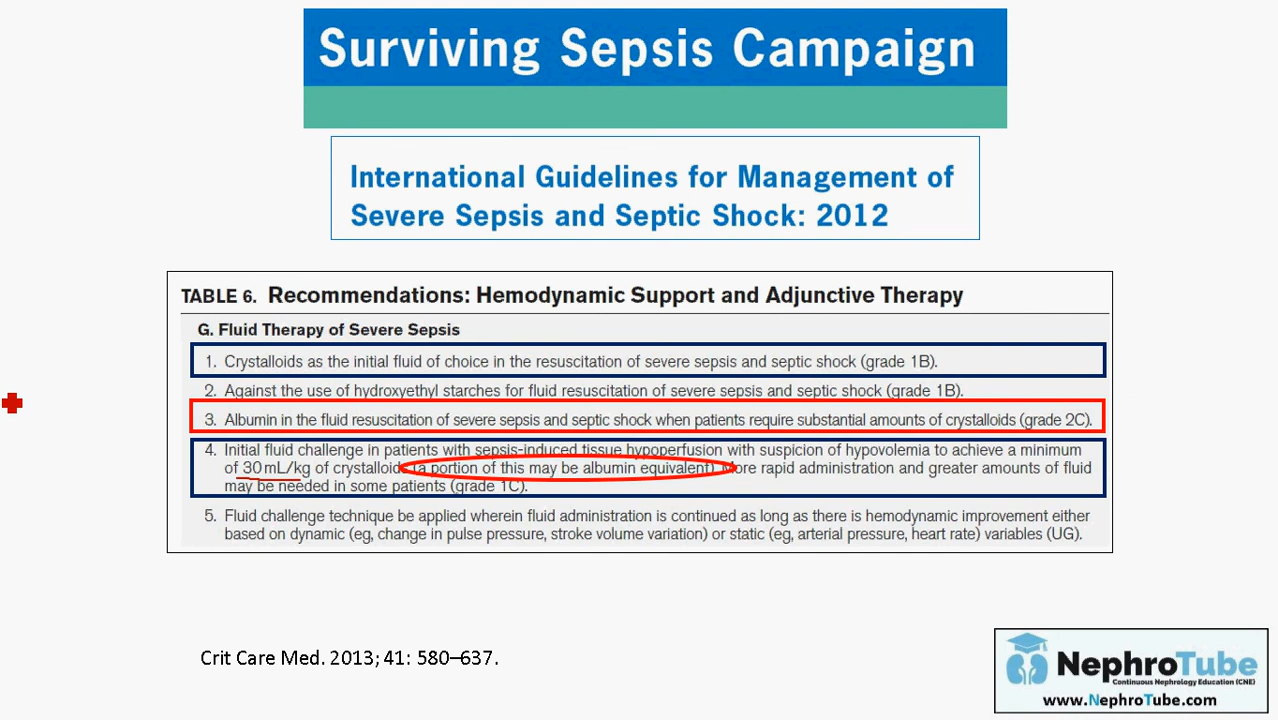 Surviving Sepsis Campaign
International Guidelines for Management of
Severe Sepsis and Septic Shock: 2012
TABLE 6. Recommendations: Hemodynamic Support and Adjunctive Therapy
G. Fluid Therapy of Severe Sepsis
1. Crystalloids as the initial fluid of choice in the resuscitation of severe sepsis and septic shock (grade 1B).
2. Against the use of hydroxyethyl starches for fluid resuscitation of severe sepsis and septic shock (grade 1B).
3. Albumin in the fluid resuscitation of severe sepsis and septic shock when patients require substantial amounts of crystalloids (grade 2C).
4. Initial fluid challenge in patients with sepsis-induced tissue hypoperfusion with suspicion of hypovolemia to achieve a minimum
of 30 mL/kg of crystalloids (a portion of this may be albumin equivalent). More rapid administration and greater amounts of fluid
may be needed in some patients (grade 1C).
5. Fluid challenge technique be applied wherein fluid administration is continued as long as there is hemodynamic improvement either
based on dynamic (eg, change in pulse pressure, stroke volume variation) or static (eg, arterial pressure, heart rate) variables (UG).
Crit Care Med. 2013; 41: 580–637.
NephroTube
Continuous Nephrology Education (CNE)
www.NephroTube.com